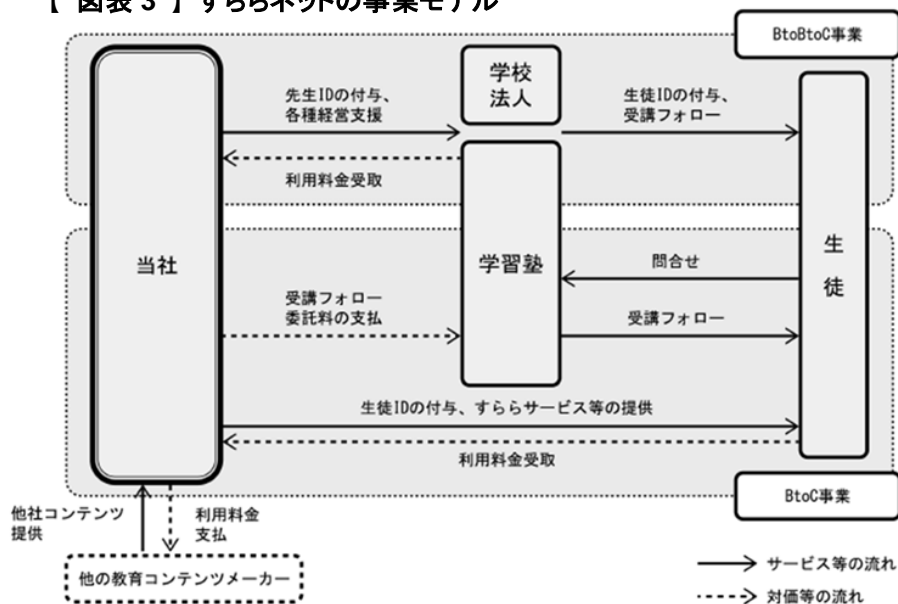 【 図表 3 】 すららネットの事業モデル
BtoBtoC事業
学校
法人
先生IDの付与、
各種経営支援
生徒IDの付与、
受講フォロー
利用料金受取
当社
学習塾
生
徒
問合せ
受講フォロー
委託料の支払
受講フォロー
生徒IDの付与、すららサービス等の提供
利用料金受取
BtoC事業
他社コンテンツ
提供
利用料金
支払
他の教育コンテンツメーカー
サービス等の流れ
対価等の流れ